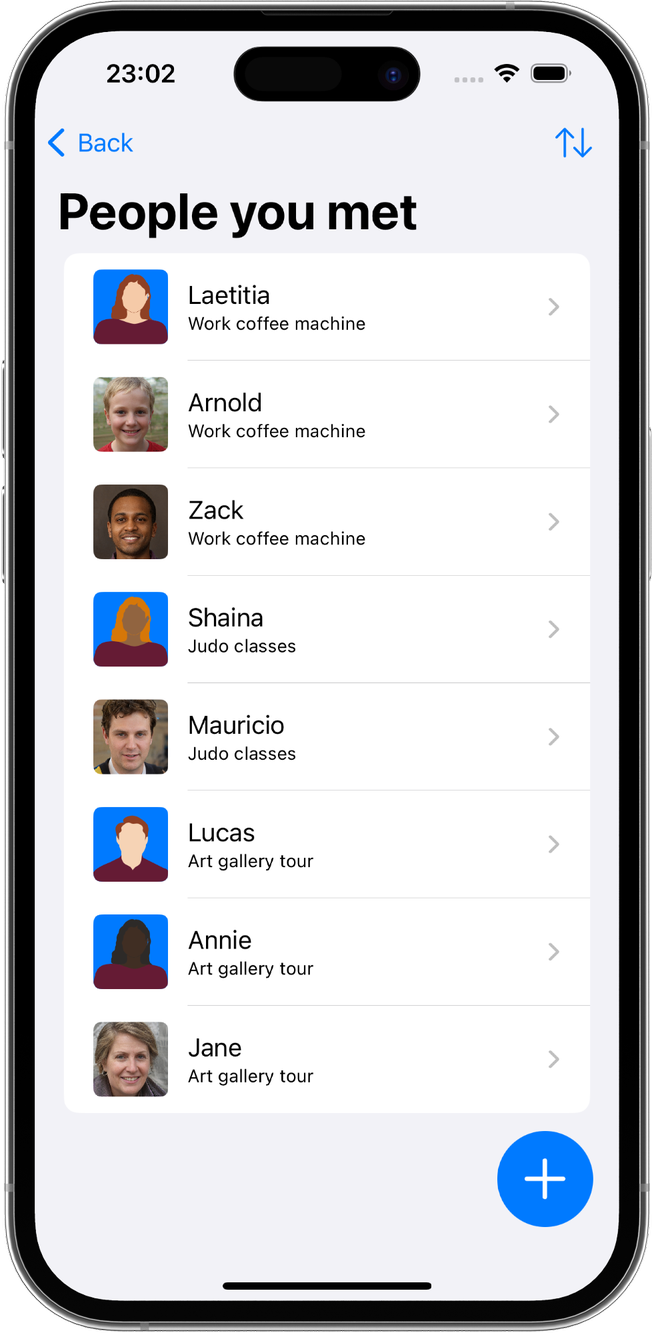 23:02
Back
People you met
Laetitia
Work coffee machine
Arnold
Work coffee machine
Zack
Work coffee machine
Shaina
Judo classes
Mauricio
Judo classes
Lucas
Art gallery tour
Annie
Art gallery tour
Jane
Art gallery tour